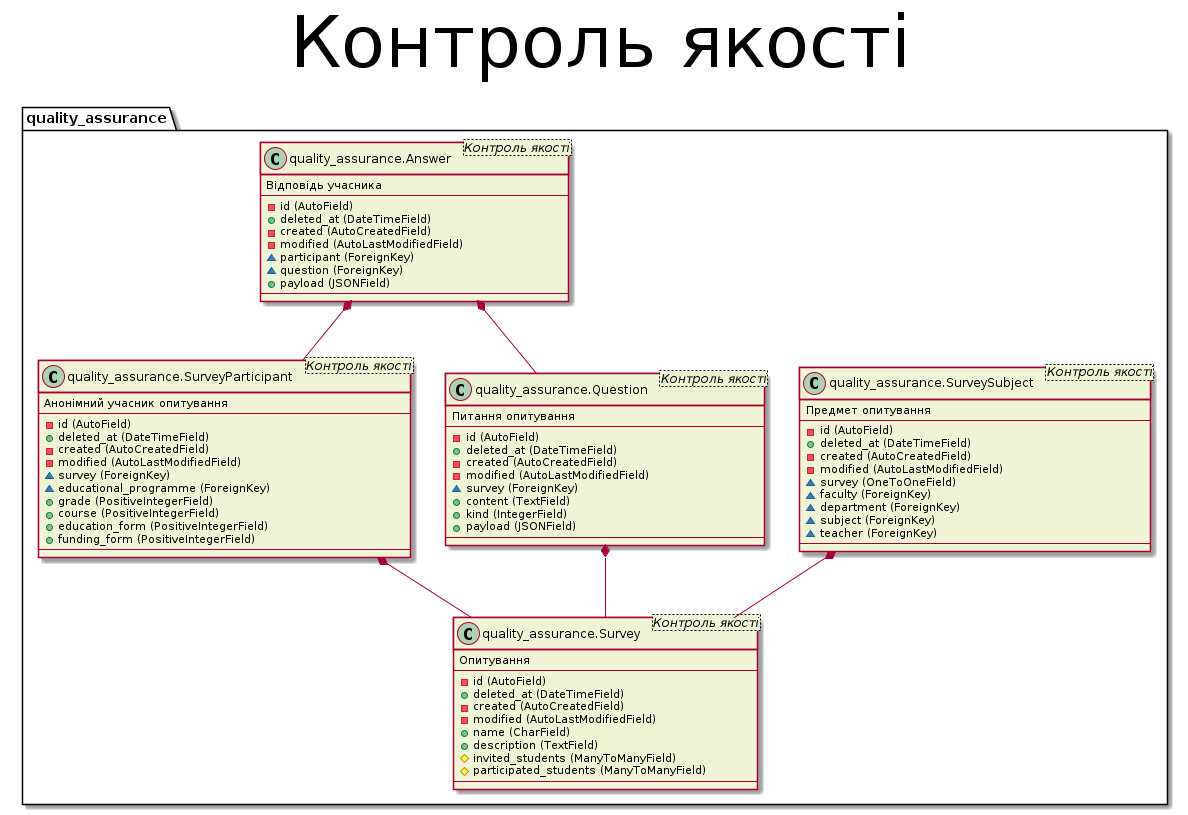 Контроль якості
quality_assurance
quality_assurance.Answer
Контроль якості
Відповідь учасника
id (AutoField)
deleted_at (DateTimeField)
created (AutoCreatedField)
modified (AutoLastModifiedField)
participant (ForeignKey)
question (ForeignKey)
payload (JSONField)
quality_assurance.SurveyParticipant
Контроль якості
Анонімний учасник опитування
id (AutoField)
deleted_at (DateTimeField)
created (AutoCreatedField)
modified (AutoLastModifiedField)
survey (ForeignKey)
educational_programme (ForeignKey)
grade (PositiveIntegerField)
course (PositiveIntegerField)
education_form (PositiveIntegerField)
funding_form (PositiveIntegerField)
quality_assurance.Question
Контроль якості
Питання опитування
id (AutoField)
deleted_at (DateTimeField)
created (AutoCreatedField)
modified (AutoLastModifiedField)
survey (ForeignKey)
content (TextField)
kind (IntegerField)
payload (JSONField)
quality_assurance.SurveySubject
Контроль якості
Предмет опитування
id (AutoField)
deleted_at (DateTimeField)
created (AutoCreatedField)
modified (AutoLastModifiedField)
survey (OneToOneField)
faculty (ForeignKey)
department (ForeignKey)
subject (ForeignKey)
teacher (ForeignKey)
quality_assurance.Survey
Контроль якості
Опитування
id (AutoField)
deleted_at (DateTimeField)
created (AutoCreatedField)
modified (AutoLastModifiedField)
name (CharField)
description (TextField)
invited_students (ManyToManyField)
participated_students (ManyToManyField)